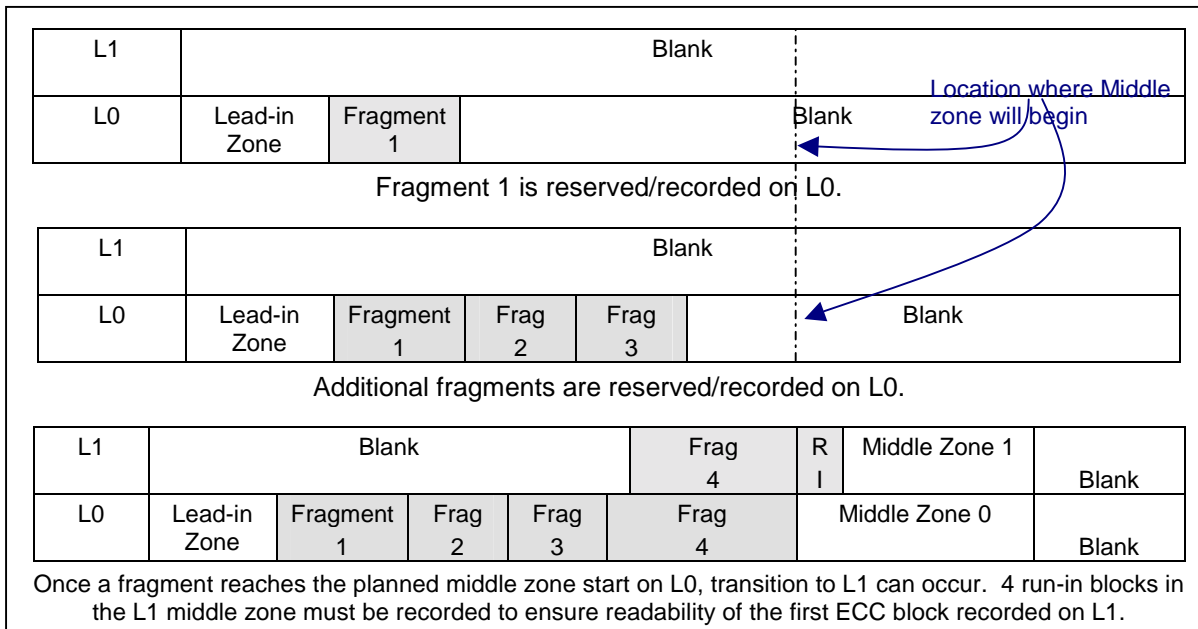 L1
Blank
Location where Middle
zone will begin
L0
Lead-in
Zone
Fragment
1
Blank
Fragment 1 is reserved/recorded on L0.
L1
Blank
L0
Lead-in
Zone
Fragment
1
Frag
2
Frag
3
Blank
Additional fragments are reserved/recorded on L0.
L1
Blank
Frag
4
R
I
Middle Zone 1
Blank
L0
Lead-in
Zone
Fragment
1
Frag
2
Frag
3
Frag
4
Middle Zone 0
Blank
Once a fragment reaches the planned middle zone start on L0, transition to L1 can occur.  4 run-in blocks in
the L1 middle zone must be recorded to ensure readability of the first ECC block recorded on L1.